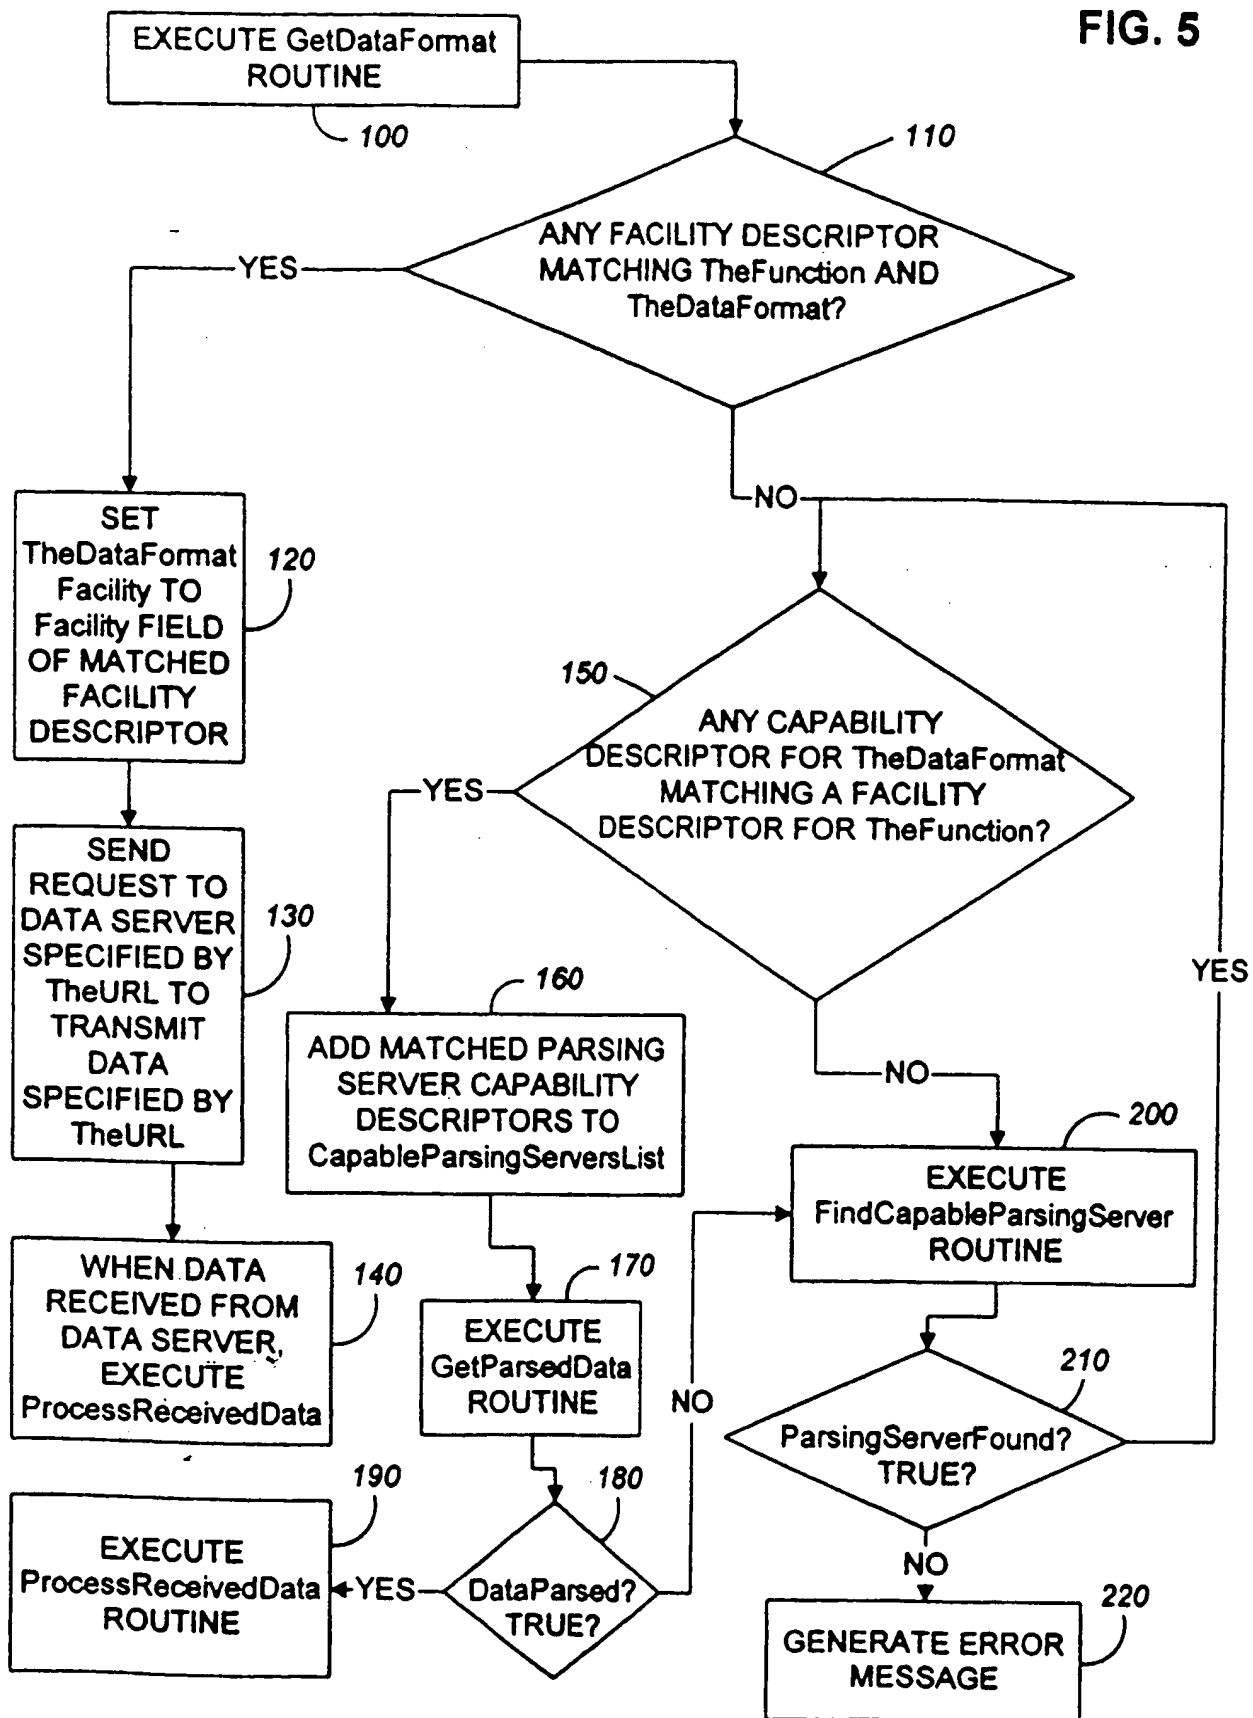 FIG. 5
EXECUTE GetDataFormat
ROUTINE
100
110
ANY FACILITY DESCRIPTOR
MATCHING TheFunction AND
TheDataFormat?
YES
NO
SET
TheDataFormat
Facility TO
Facility FIELD
OF MATCHED
FACILITY
DESCRIPTOR
120
SEND
REQUEST TO
DATA SERVER
SPECIFIED BY
TheURL TO
TRANSMIT
DATA
SPECIFIED BY
TheURL
130
WHEN DATA
RECEIVED FROM
DATA SERVER,
EXECUTE
ProcessReceivedData
140
150
ANY CAPABILITY
DESCRIPTOR FOR TheDataFormat
MATCHING A FACILITY
DESCRIPTOR FOR TheFunction?
YES
NO
160
ADD MATCHED PARSING
SERVER CAPABILITY
DESCRIPTORS TO
CapableParsingServersList
170
EXECUTE
GetParsedData
ROUTINE
180
DataParsed?
TRUE?
YES
NO
190
EXECUTE
ProcessReceivedData
ROUTINE
200
EXECUTE
FindCapableParsingServer
ROUTINE
210
ParsingServerFound?
TRUE?
YES
NO
220
GENERATE ERROR
MESSAGE